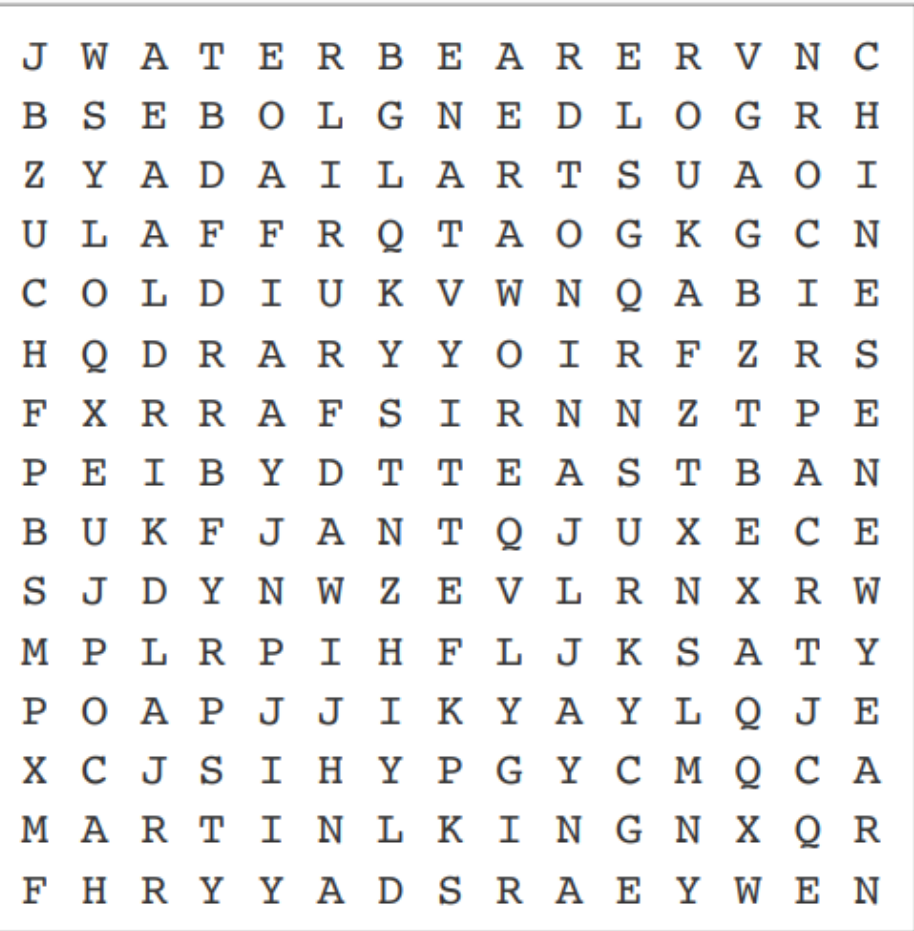 J W A T E R B E A R E R V N C
B S E B O L G N E D L O G R H
Z Y A D A I L A R T S U A O I
U L A F F R Q T A O G K G C N
C O L D I U K V W N Q A B I E
H Q D R A R Y Y O I R F Z R S
F X R R A F S I R N N Z T P E
P E I B Y D T T E A S T B A N
B U K F J A N T Q J U X E C E
S J D Y N W Z E V L R N X R W
M P L R P I H F L J K S A T Y
P O A P J J I K Y A Y L Q J E
X C J S I H Y P G Y C M Q C A
M A R T I N L K I N G N X Q R
F H R Y Y A D S R A E Y W E N